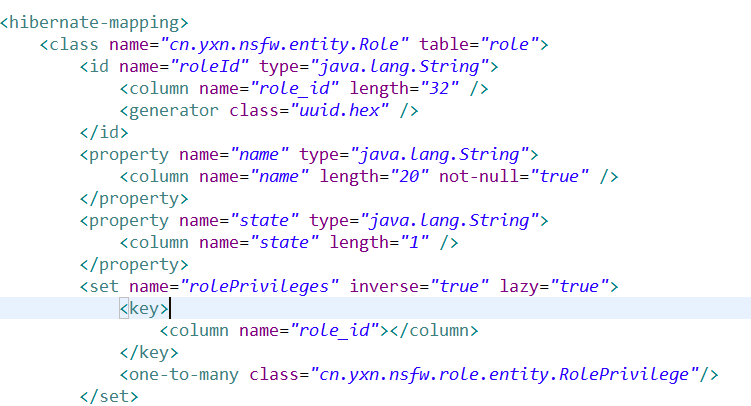 <hibernate-mapping>
    <class name="cn.yxn.nsfw.entity.Role" table="role">
        <id name="roleId" type="java.lang.String">
            <column name="role_id" length="32" />
            <generator class="uuid.hex" />
        </id>
        <property name="name" type="java.lang.String">
            <column name="name" length="20" not-null="true" />
        </property>
        <property name="state" type="java.lang.String">
            <column name="state" length="1" />
        </property>
        <set name="rolePrivileges" inverse="true" lazy="true">
            <key>
                <column name="role_id"></column>
            </key>
            <one-to-many class="cn.yxn.nsfw.role.entity.RolePrivilege"/>
        </set>